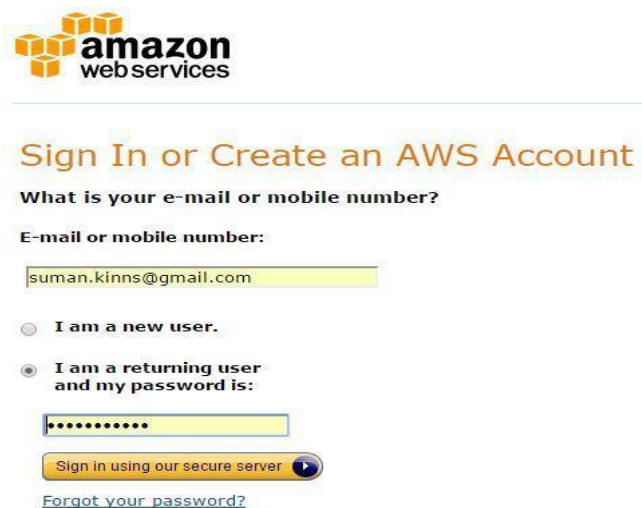 amazon
webservices
Sign In or Create an AWS Account
What is your e-mail or mobile number?
E-mail or mobile number:
suman.kinns@gmail.com
I am a new user.
I am a returning user
and my password is:
•••••••••••
Sign in using our secure server
Forgot your password?